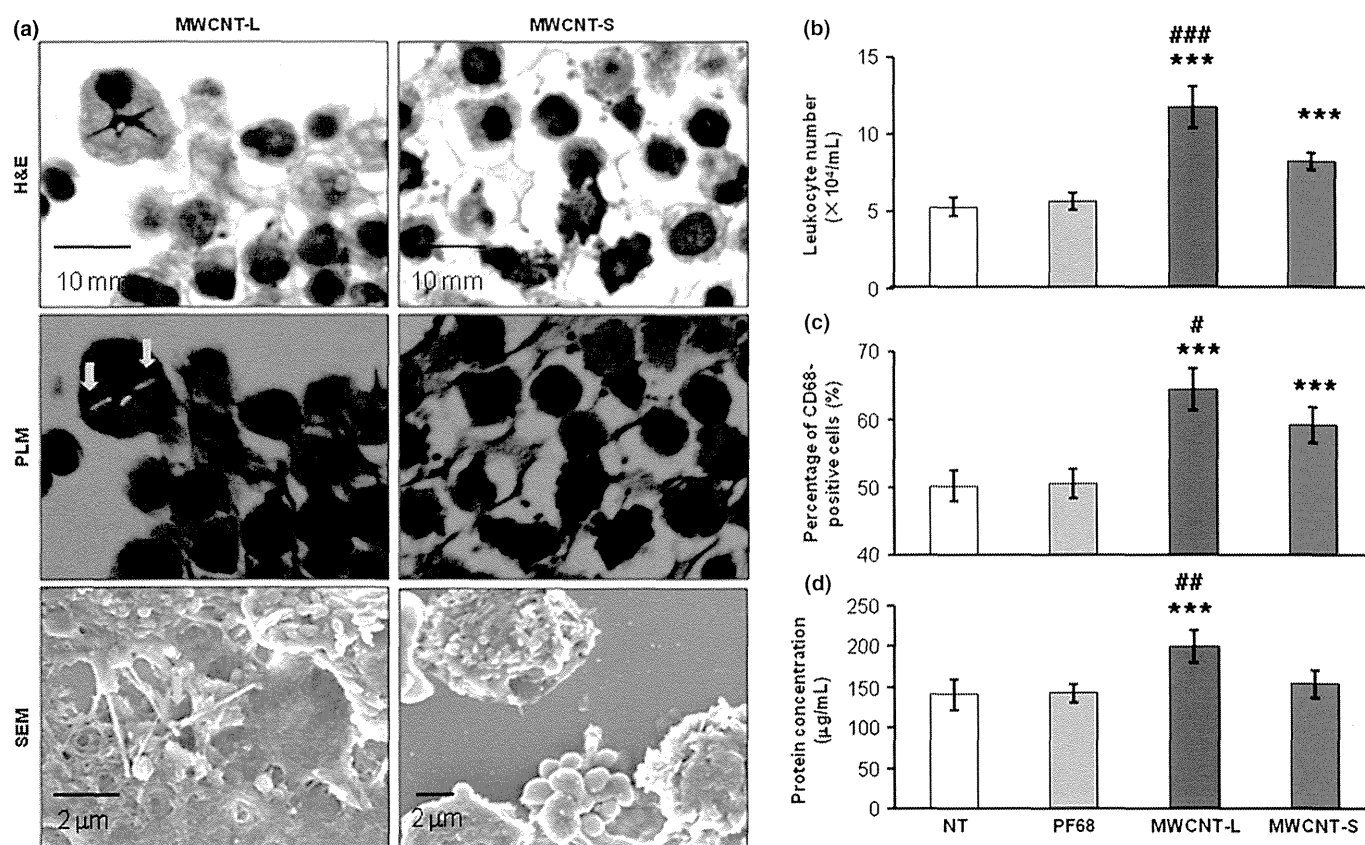 (a)
MWCNT-L
MWCNT-S
H&E
10 mm
10 mm
PLM
SEM
2 μm
2 μm
(b)
###
***
***
Leukocyte number
(× 10⁴/mL)
15
10
5
0
(c)
#
***
***
Percentage of CD68-
positive cells (%)
70
60
50
40
(d)
##
***
Protein concentration
(μg/mL)
250
200
150
100
50
0
NT
PF68
MWCNT-L
MWCNT-S